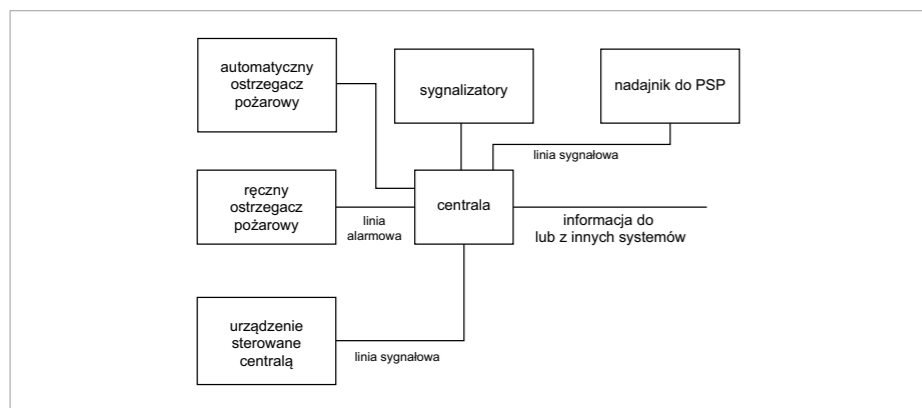 automatyczny
ostrzegacz
pożarowy
sygnalizatory
nadajnik do PSP
linia sygnałowa
ręczny
ostrzegacz
pożarowy
linia
alarmowa
centrala
informacja do
lub z innych systemów
urządzenie
sterowane
centralą
linia sygnałowa